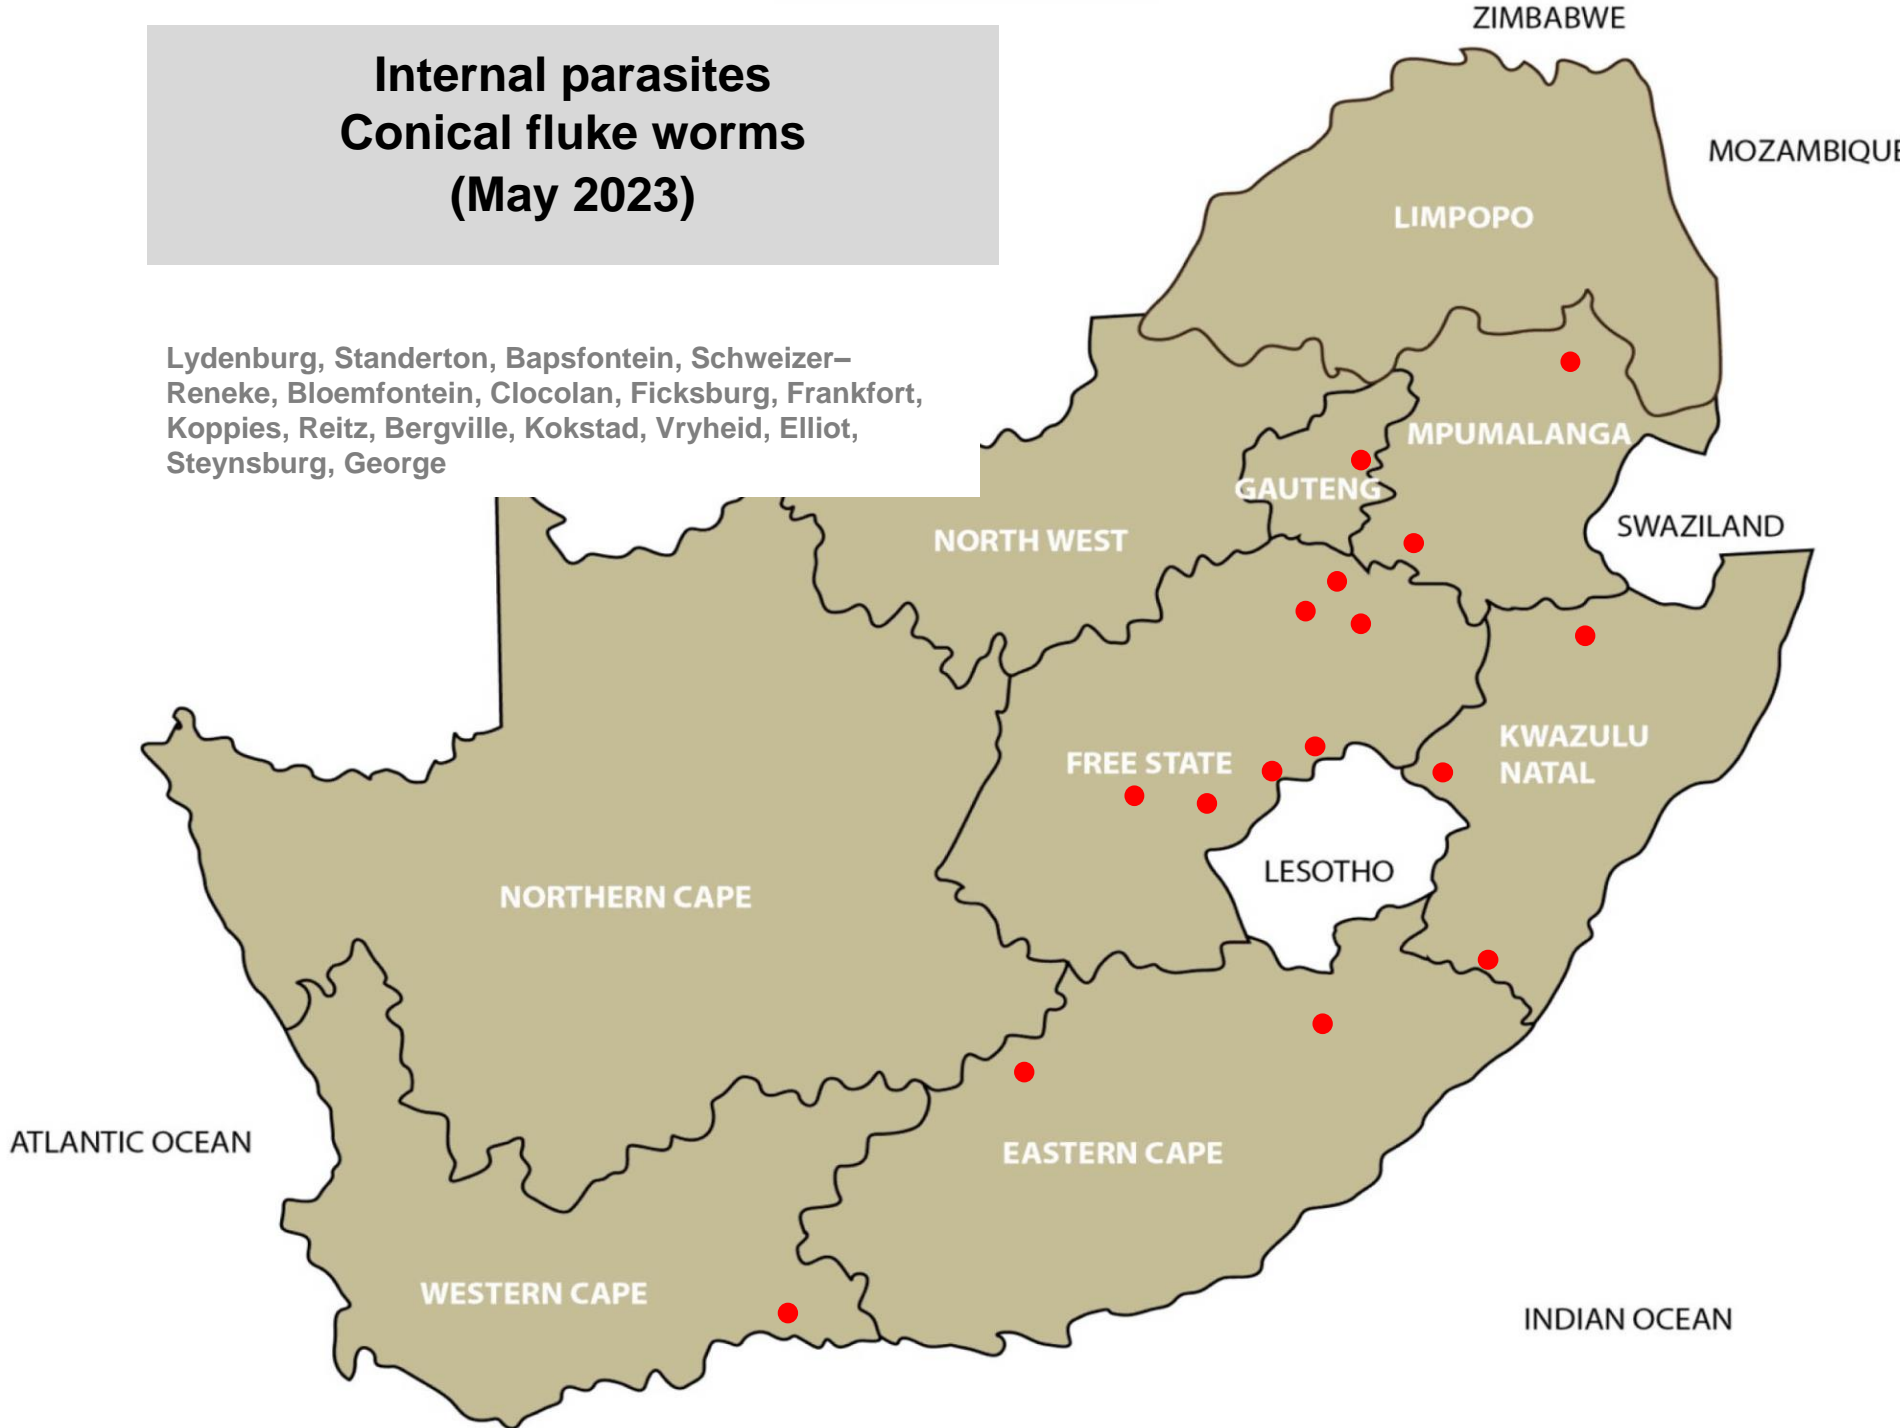 Internal parasites
Conical fluke worms
(May 2023)
Lydenburg, Standerton, Bapsfontein, Schweizer–
Reneke, Bloemfontein, Clocolan, Ficksburg, Frankfort,
Koppies, Reitz, Bergville, Kokstad, Vryheid, Elliot,
Steynsburg, George
ZIMBABWE
MOZAMBIQUE
LIMPOPO
MPUMALANGA
GAUTENG
SWAZILAND
NORTH WEST
KWAZULU
NATAL
FREE STATE
LESOTHO
NORTHERN CAPE
ATLANTIC OCEAN
EASTERN CAPE
WESTERN CAPE
INDIAN OCEAN